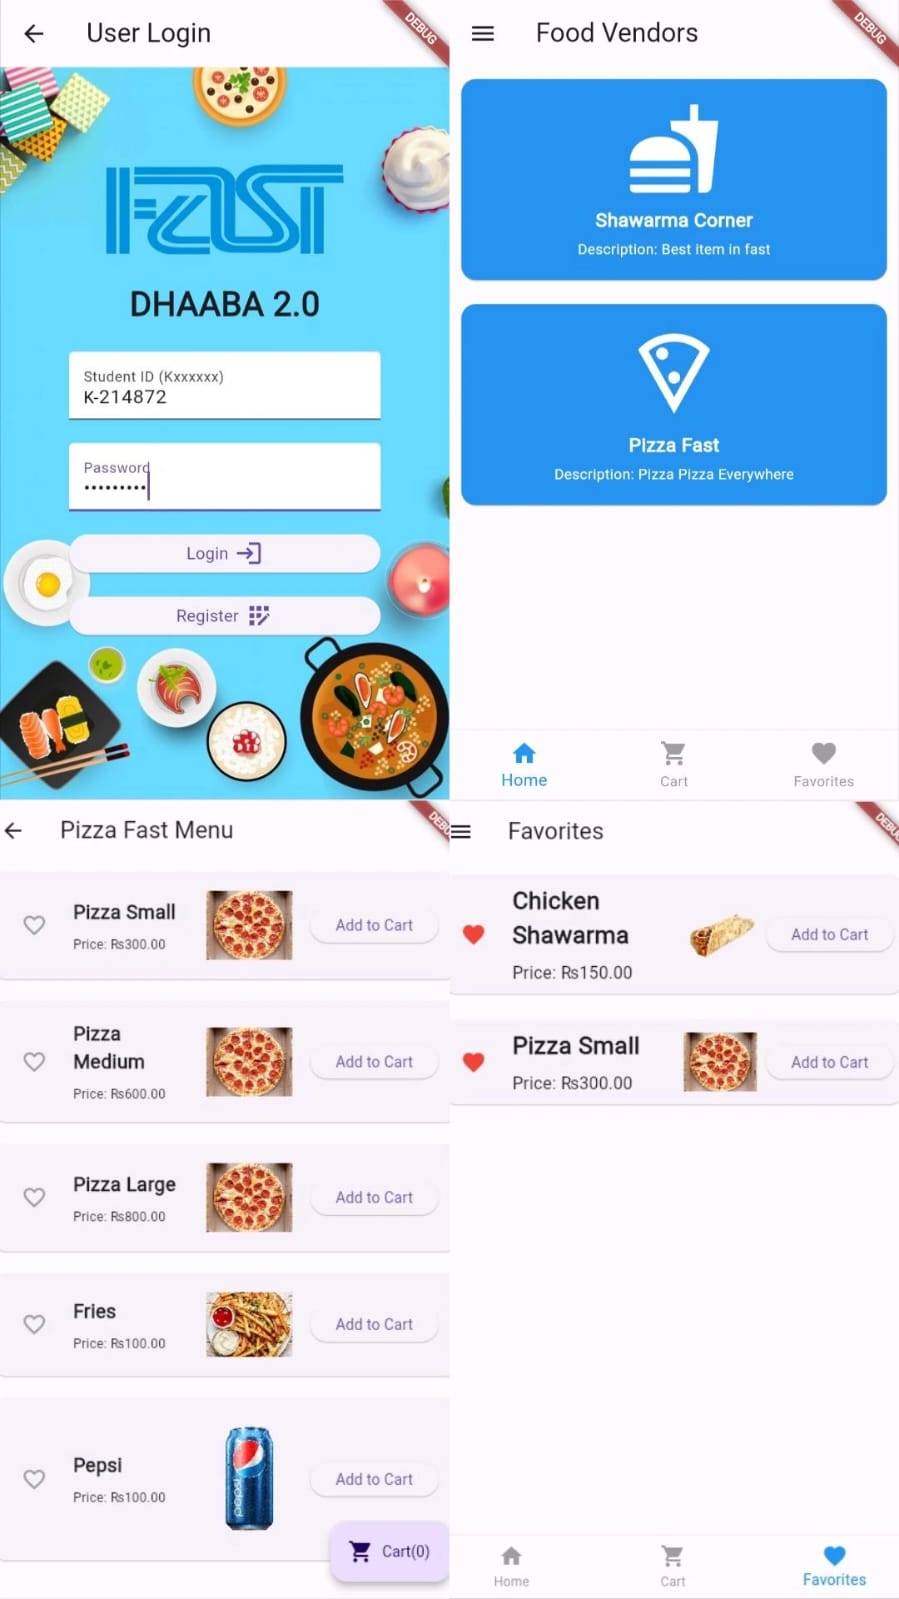 User Login
DEBUG
FAST
DHAABA 2.0
Student ID (Kxxxxxx)
K-214872
Password
•••••••••
Login
Register
Food Vendors
DEBUG
Shawarma Corner
Description: Best item in fast
PIzza Fast
Description: Pizza Pizza Everywhere
Home
Cart
Favorites
Pizza Fast Menu
DEBU
Pizza Small
Price: Rs300.00
Add to Cart
Pizza
Medium
Price: Rs600.00
Add to Cart
Pizza Large
Price: Rs800.00
Add to Cart
Fries
Price: Rs100.00
Add to Cart
Pepsi
Price: Rs100.00
pepsi
Add to Cart
Cart(0)
Favorites
DEBUG
Chicken
Shawarma
Price: Rs150.00
Add to Cart
Pizza Small
Price: Rs300.00
Add to Cart
Home
Cart
Favorites